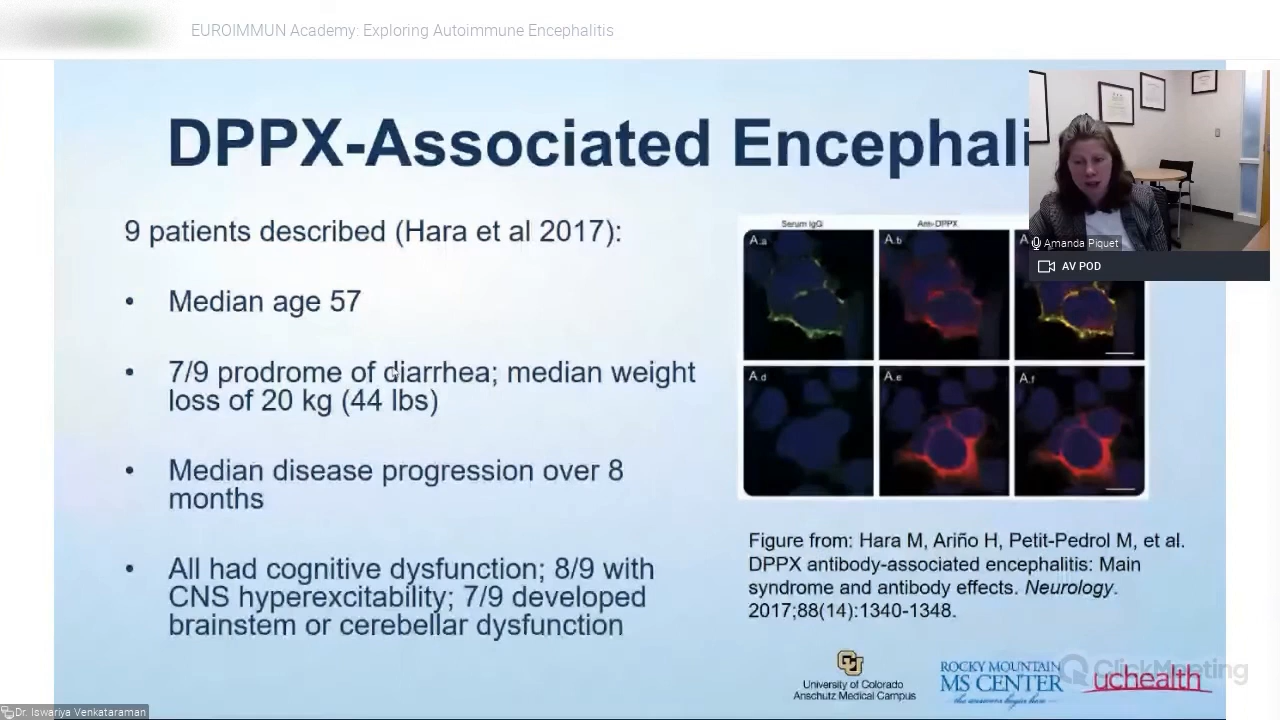 EUROIMMUN Academy: Exploring Autoimmune Encephalitis
DPPX-Associated Encephali
9 patients described (Hara et al 2017):
• Median age 57
• 7/9 prodrome of diarrhea; median weight
loss of 20 kg (44 lbs)
• Median disease progression over 8
months
• All had cognitive dysfunction; 8/9 with
CNS hyperexcitability; 7/9 developed
brainstem or cerebellar dysfunction
Serum IgG
Anti-DPPX
A.a
A.b
A.d
A.e
A.f
Amanda Piquet
AV POD
Figure from: Hara M, Ariño H, Petit-Pedrol M, et al.
DPPX antibody-associated encephalitis: Main
syndrome and antibody effects. Neurology.
2017;88(14):1340-1348.
CU
University of Colorado
Anschutz Medical Campus
ROCKY MOUNTAIN
MS CENTER
uchealth
ClickMeeting
Dr. Iswariya Venkataraman